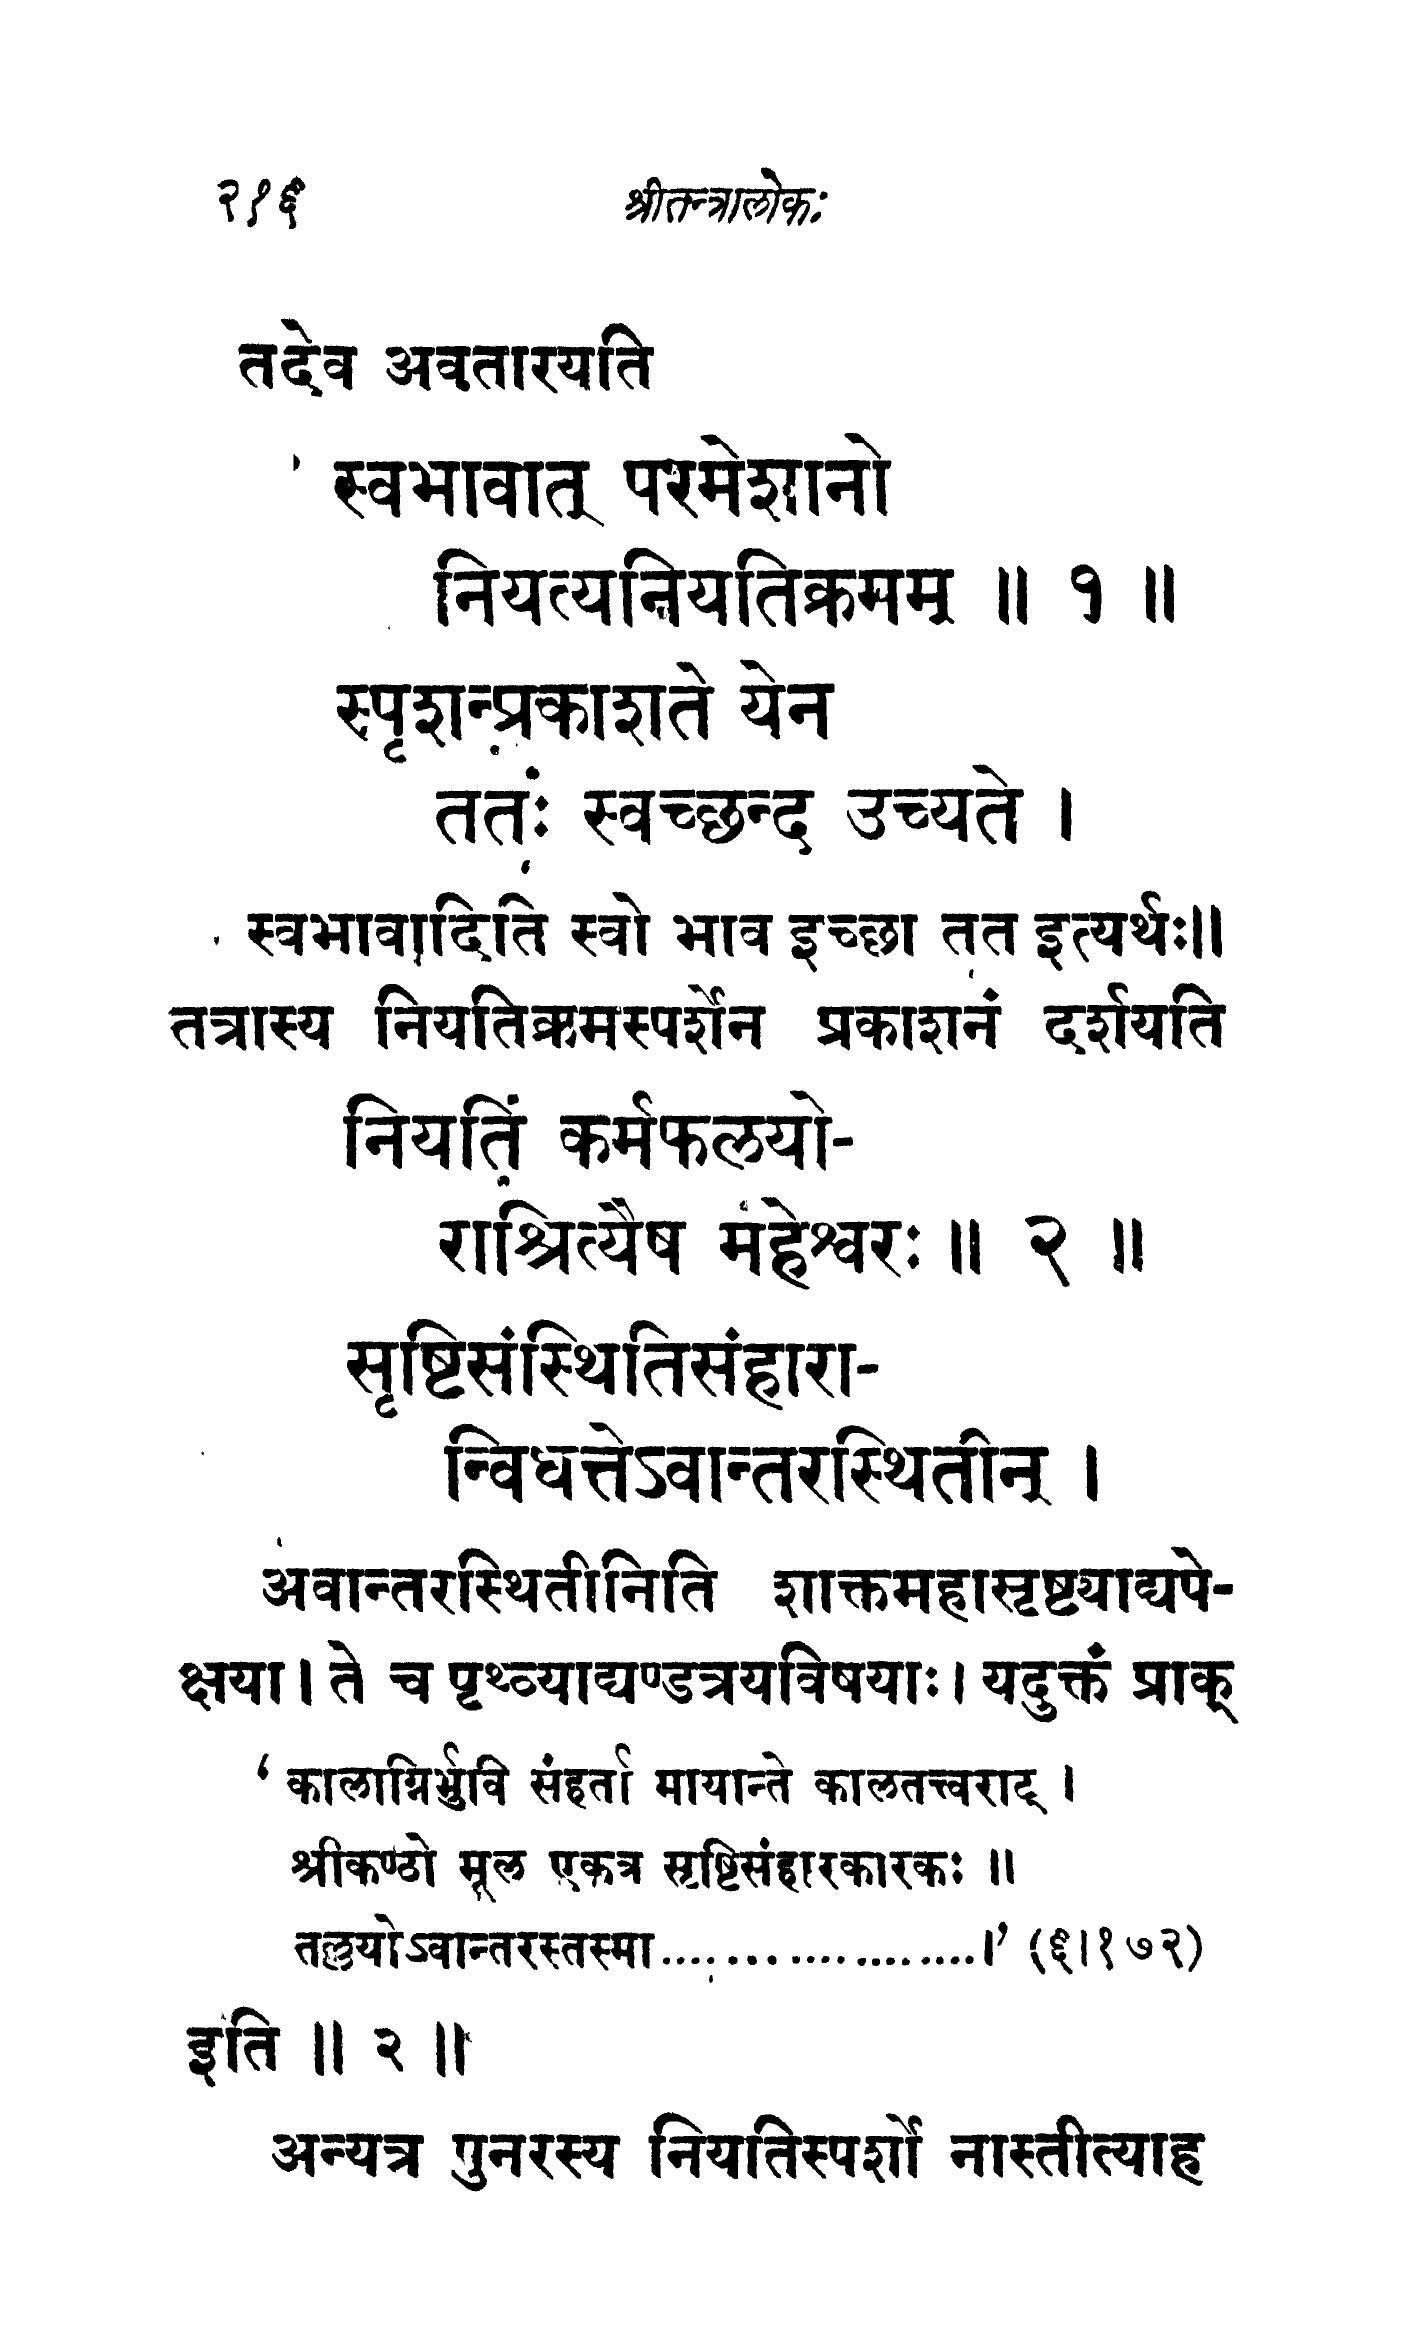 २१६ श्रीतन्त्रालोकः
तदेव अवतारयति
स्वभावात् परमेशानो
नियत्यनियतिक्रमम् ॥ १ ॥
स्पृशन्प्रकाशते येन
ततः स्वच्छन्द उच्यते ।
स्वभावादिति स्वो भाव इच्छा तत इत्यर्थः॥
तत्रास्य नियतिक्रमस्पर्शेन प्रकाशनं दर्शयति
नियतिं कर्मफलयो-
राश्रित्यैष महेश्वरः ॥ २ ॥
सृष्टिसंस्थितिसंहारा-
न्विधत्तेऽवान्तरस्थितीन् ।
अवान्तरस्थितीनिति शाक्तमहासृष्ट्याद्यपे-
क्षया । ते च पृथ्व्याद्यण्डत्रयविषयाः । यदुक्तं प्राक्
‘ कालाग्निर्भुवि संहर्ता मायान्ते कालतत्त्वराट् ।
श्रीकण्ठो मूल एकत्र सृष्टिसंहारकारकः ॥
तल्लयोऽवान्तरस्तस्मा....................।’ (६।१७२)
इति ॥ २ ॥
अन्यत्र पुनरस्य नियतिस्पर्शो नास्तीत्याह